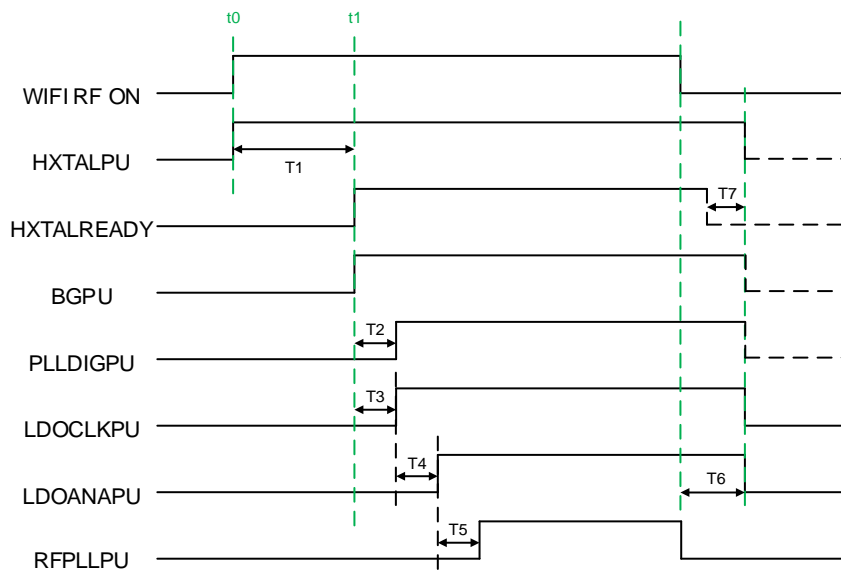 t0 t1
WIFI RF ON
HXTALPU
T1
HXTALREADY
T7
BGPU
T2
PLLDIGPU
T3
LDOCLKPU
T4
LDOANAPU
T6
T5
RFPLLPU